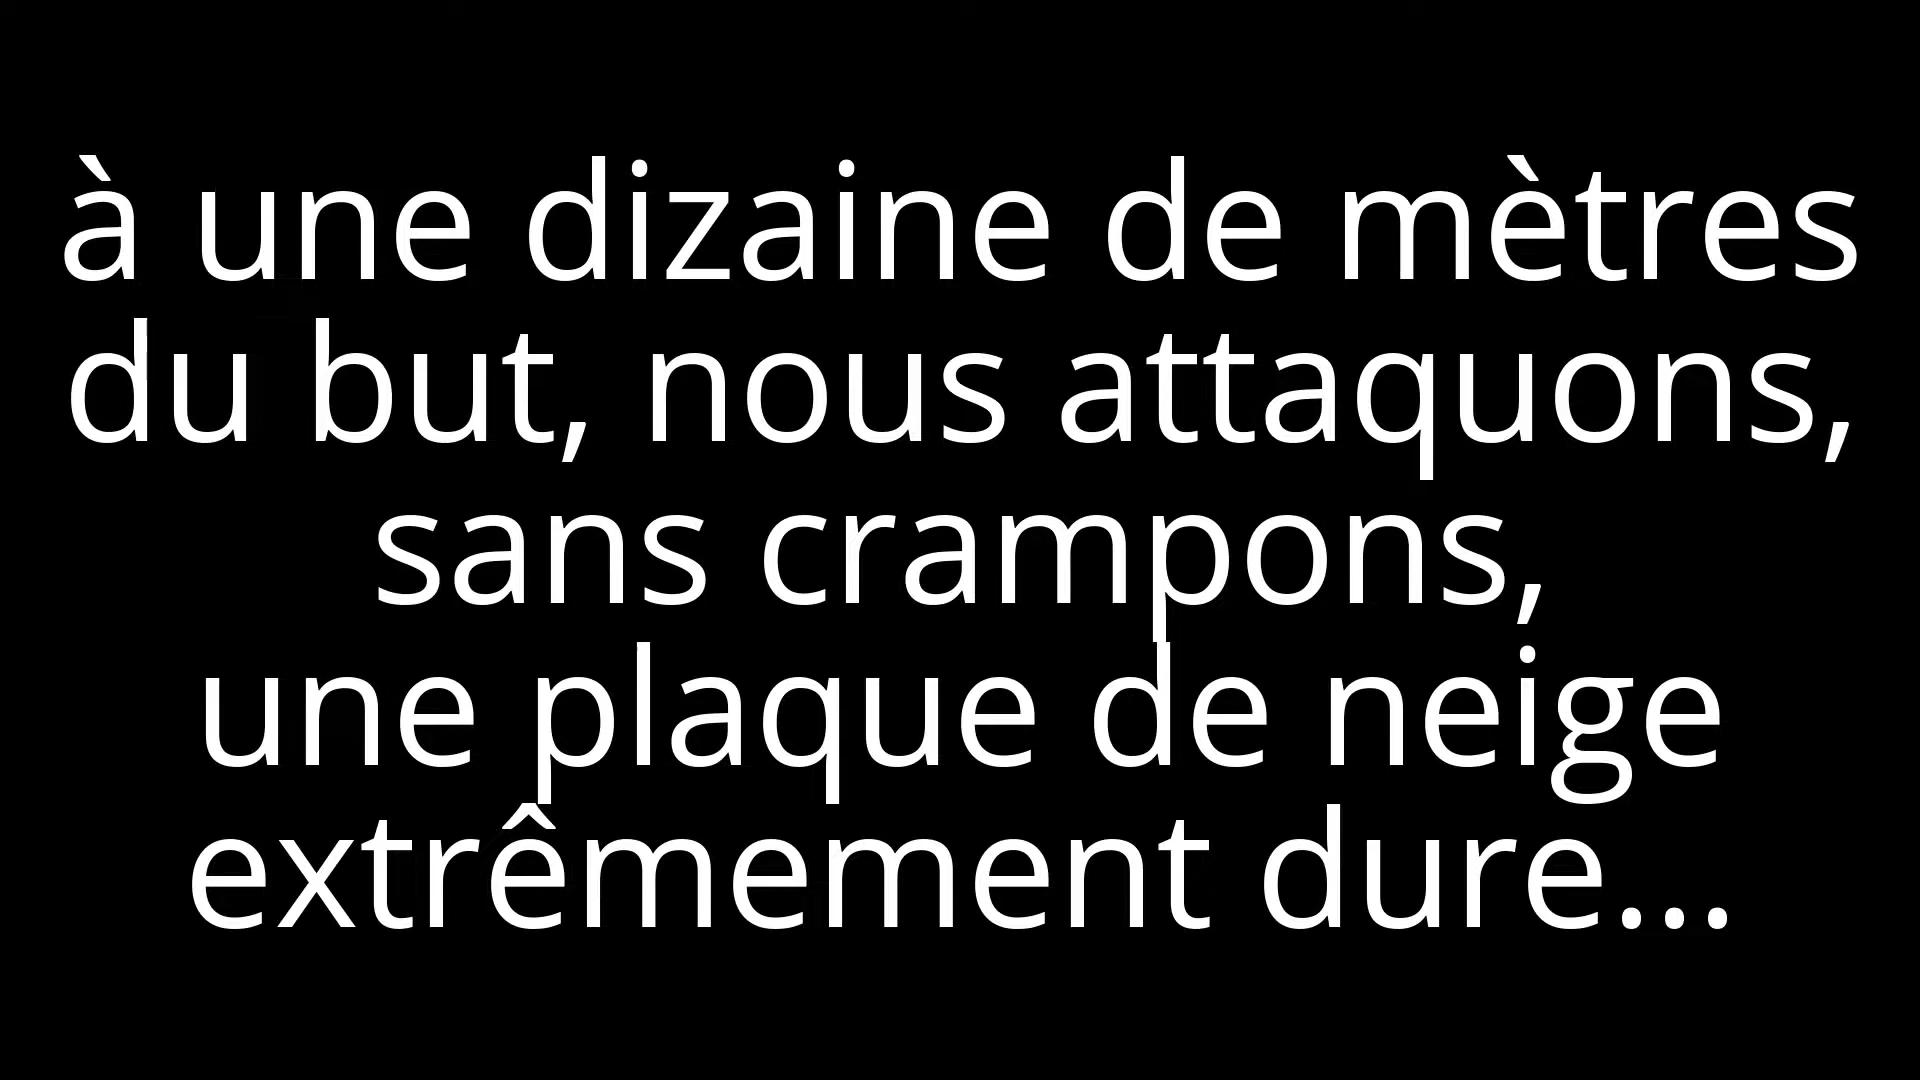 à une dizaine de mètres
du but, nous attaquons,
sans crampons,
une plaque de neige
extrêmement dure...